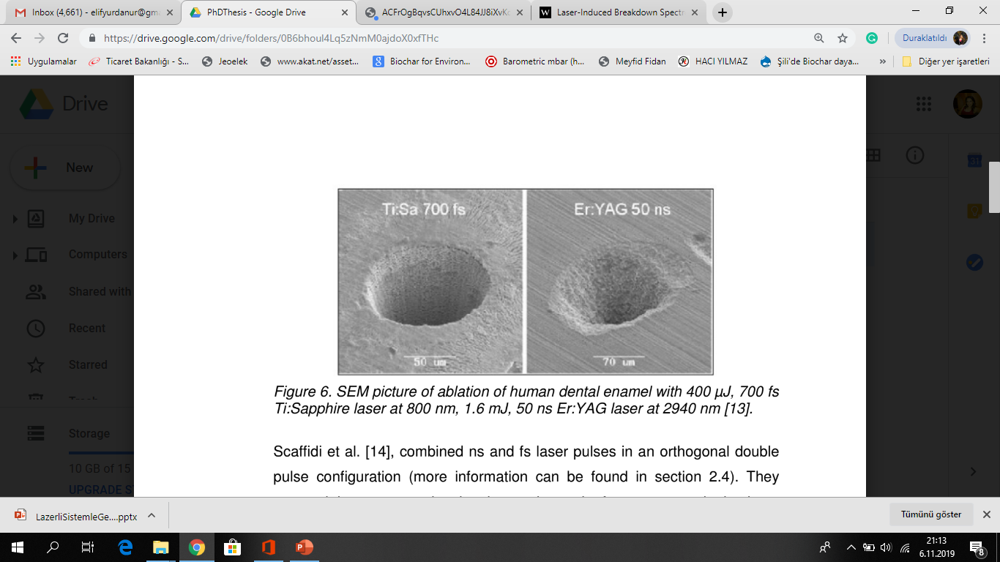 Inbox (4,661) - elifyurdanur@gma
PhDThesis - Google Drive
ACFrOgBqvsCUhxvO4L84JJ8iXvKc
W Laser-Induced Breakdown Spectr
https://drive.google.com/drive/folders/0B6bhouI4Lq5zNmM0ajdoX0xfTHc
Duraklatıldı
Uygulamalar
Ticaret Bakanlığı - S...
Jeoelek
www.akat.net/asset...
Biochar for Environ...
Barometric mbar (h...
Meyfid Fidan
HACI YILMAZ
Şili'de Biochar daya...
»
Diğer yer işaretleri
Drive
New
My Drive
Computers
Shared with
Recent
Starred
Storage
10 GB of 15
UPGRADE S
31
Ti:Sa 700 fs
Er:YAG 50 ns
50 um
70 um
Figure 6. SEM picture of ablation of human dental enamel with 400 µJ, 700 fs
Ti:Sapphire laser at 800 nm, 1.6 mJ, 50 ns Er:YAG laser at 2940 nm [13].
Scaffidi et al. [14], combined ns and fs laser pulses in an orthogonal double
pulse configuration (more information can be found in section 2.4). They
LazerliSistemleGe....pptx
Tümünü göster
21:13
6.11.2019
8